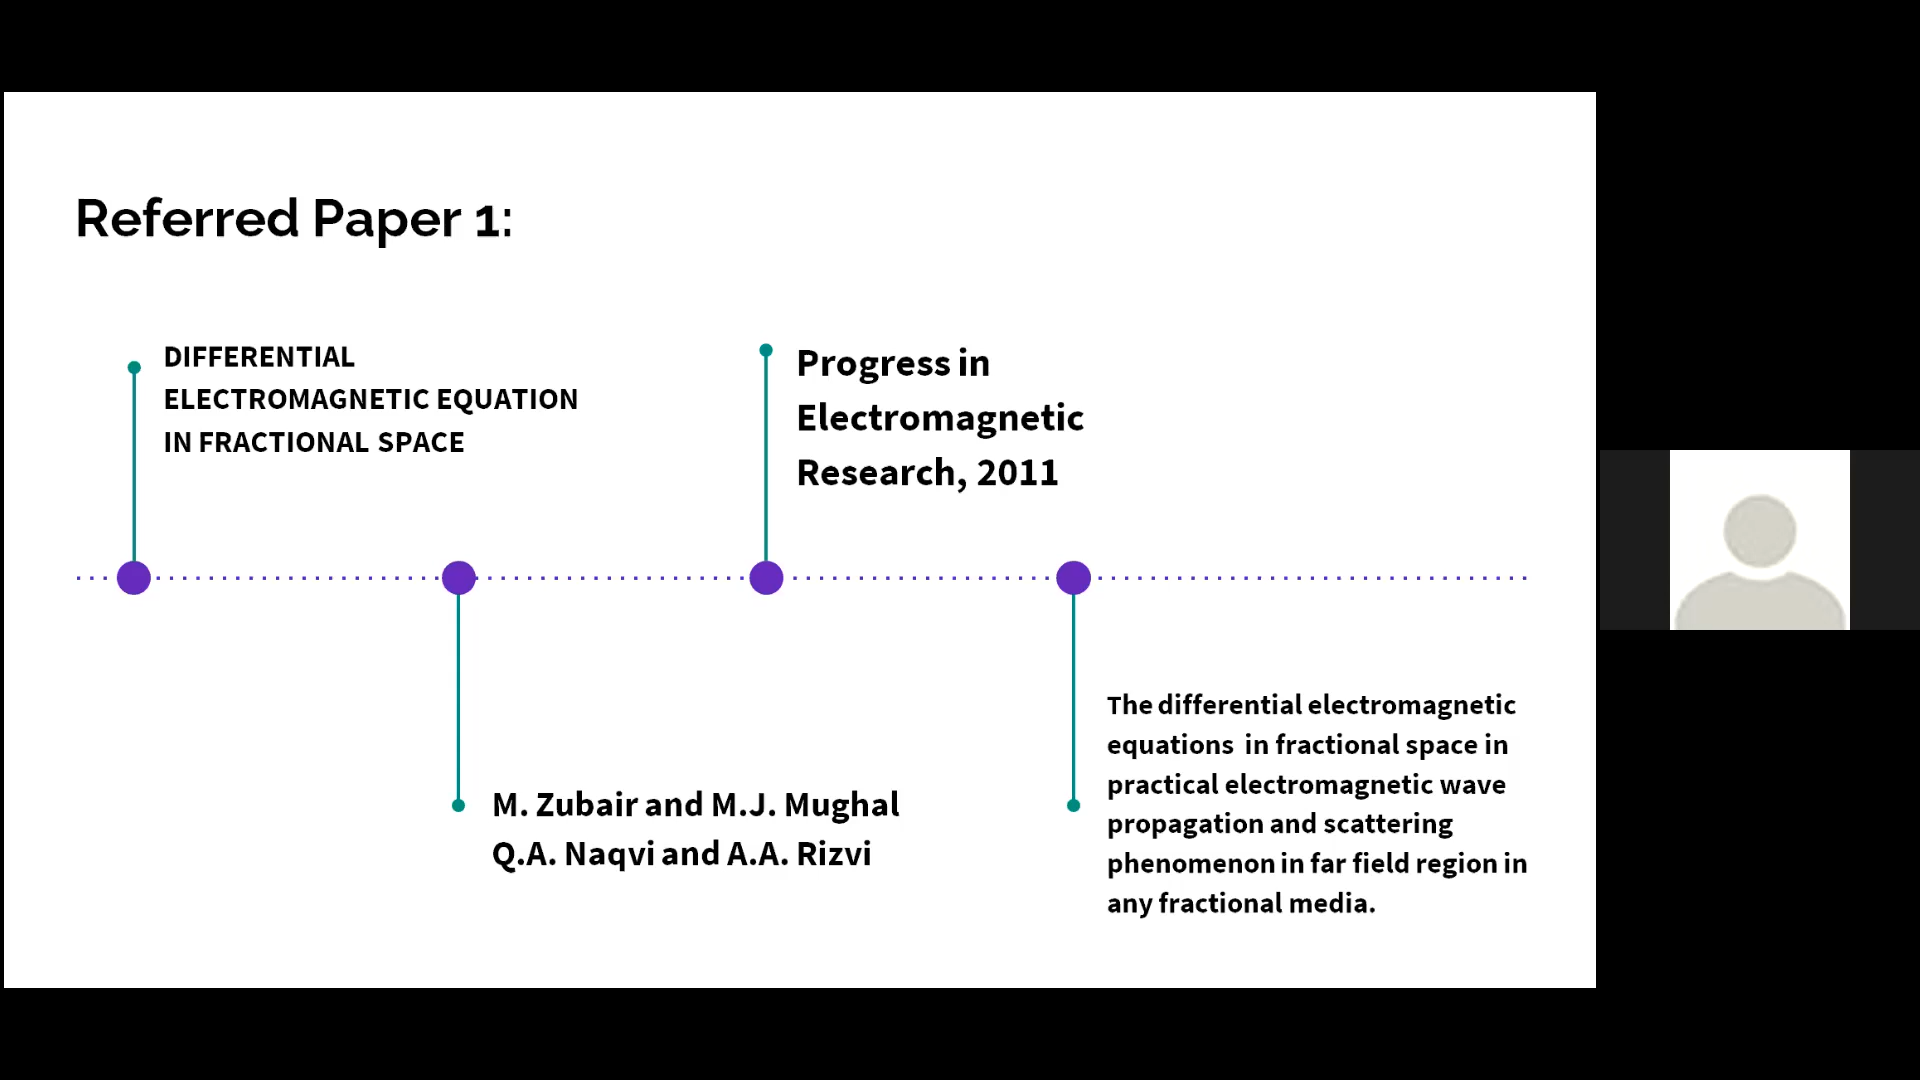 Referred Paper 1:
DIFFERENTIAL
ELECTROMAGNETIC EQUATION
IN FRACTIONAL SPACE
M. Zubair and M.J. Mughal
Q.A. Naqvi and A.A. Rizvi
Progress in
Electromagnetic
Research, 2011
The differential electromagnetic
equations in fractional space in
practical electromagnetic wave
propagation and scattering
phenomenon in far field region in
any fractional media.